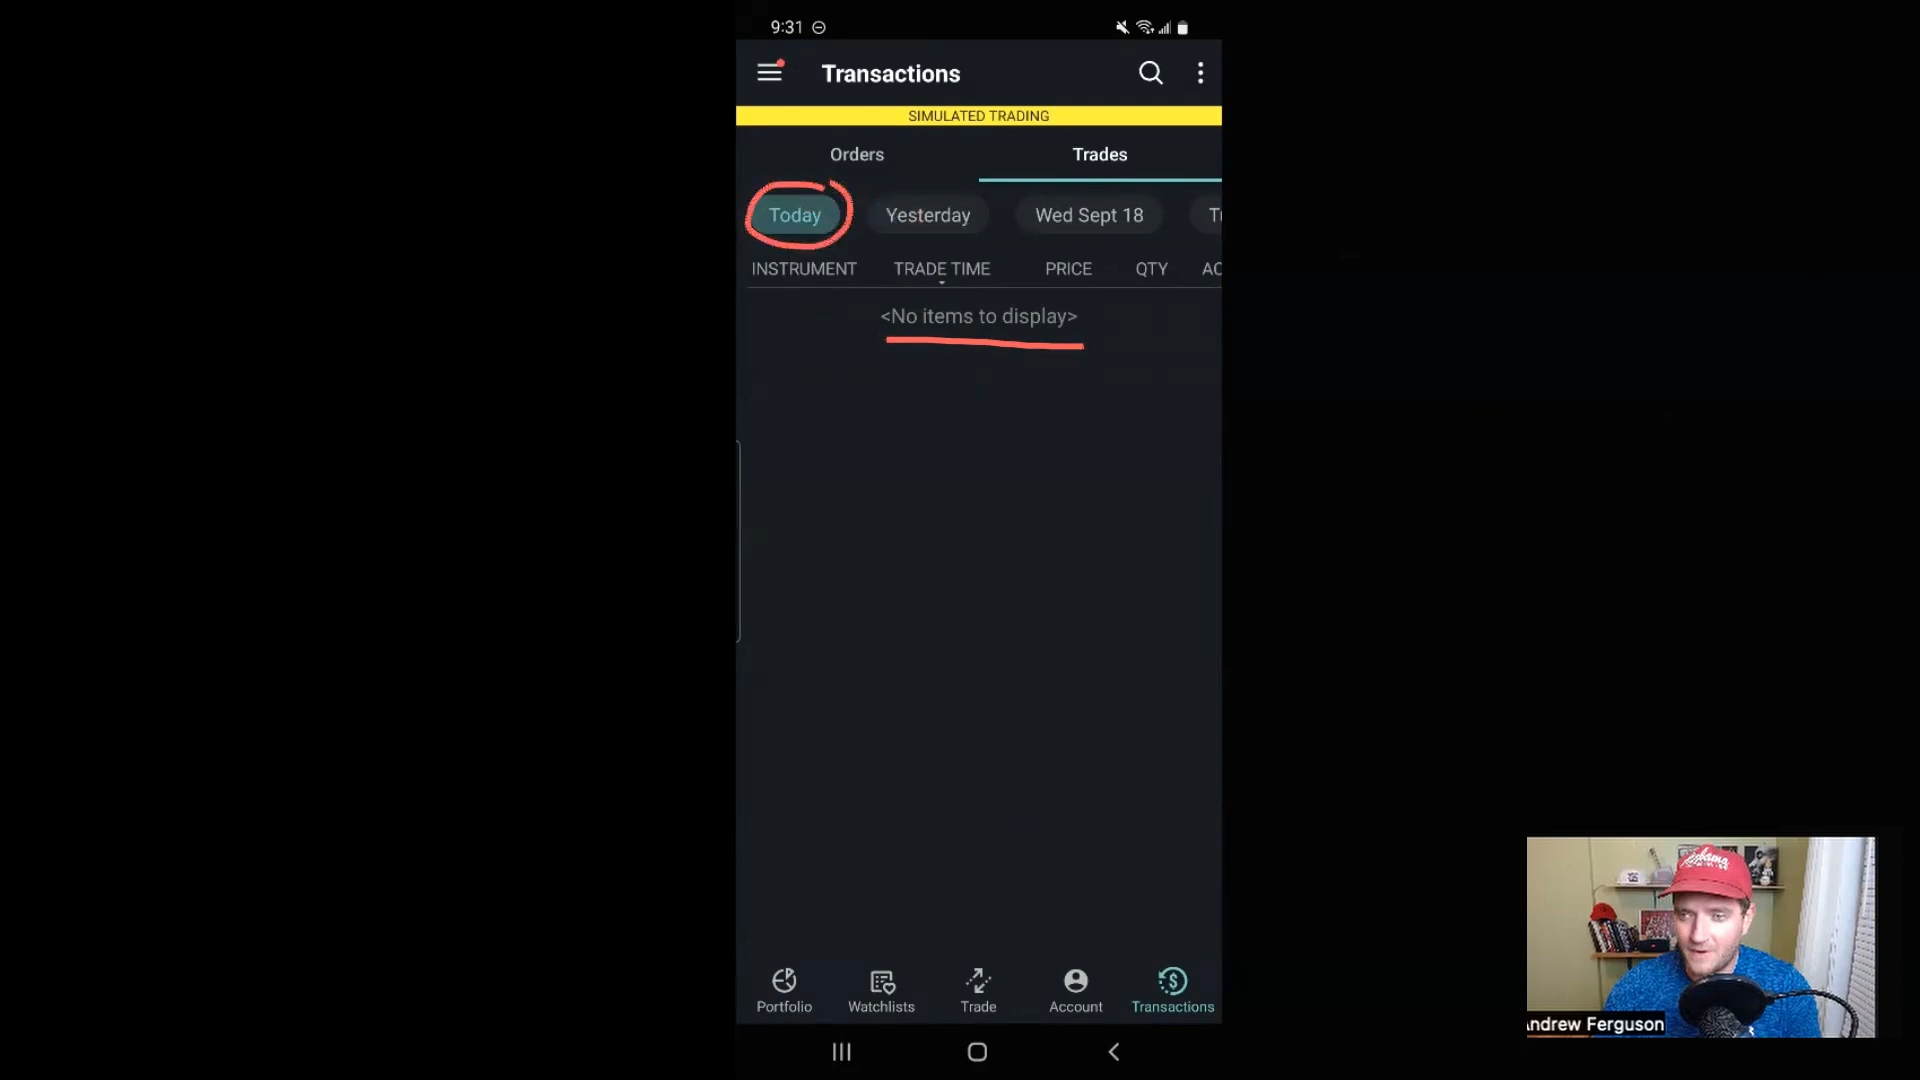 9:31
Transactions
SIMULATED TRADING
Orders Trades
Today Yesterday Wed Sept 18
INSTRUMENT TRADE TIME PRICE QTY
<No items to display>
Portfolio Watchlists Trade Account Transactions
Andrew Ferguson